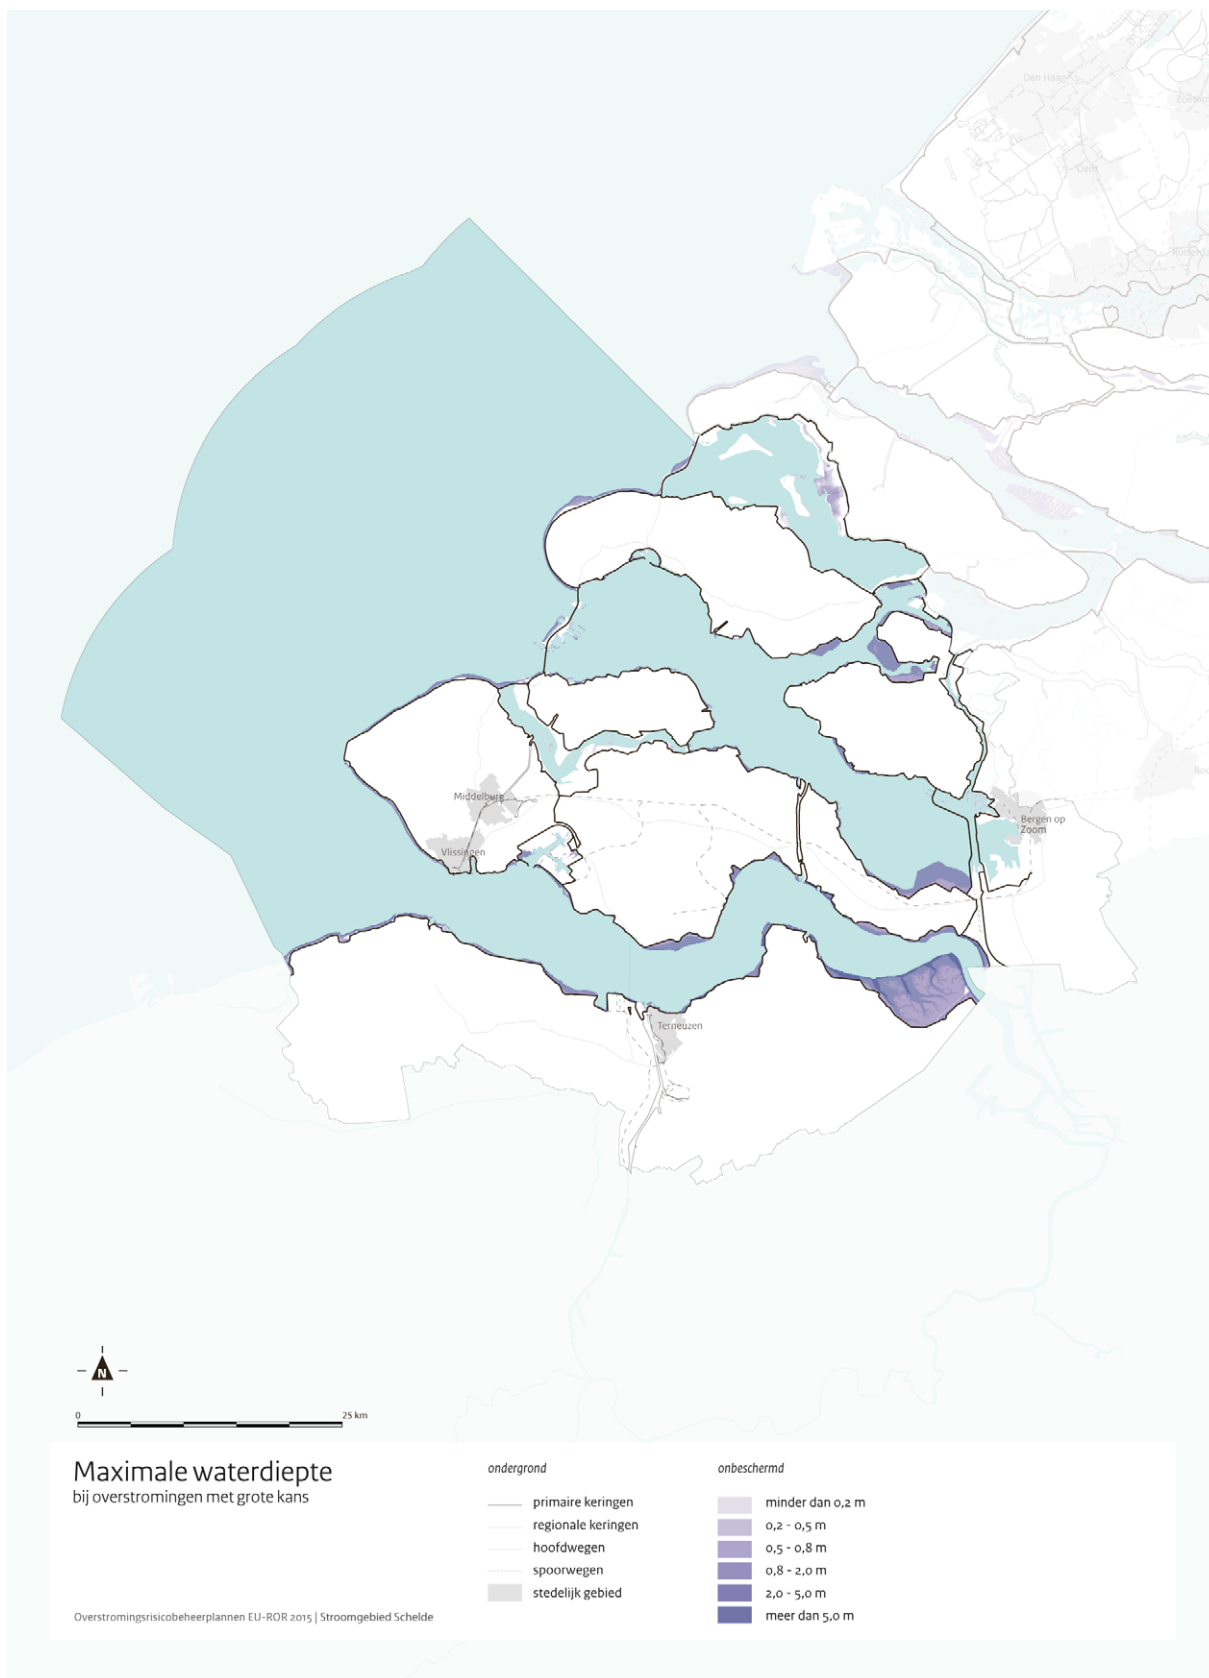 Den Haag
Delft
Middelburg
Vlissingen
Bergen op
Zoom
Terneuzen
N
0
25 km
Maximale waterdiepte
bij overstromingen met grote kans
Overstromingsrisicobeheerplannen EU-ROR 2015 | Stroomgebied Schelde
ondergrond
primaire keringen
regionale keringen
hoofdwegen
spoorwegen
stedelijk gebied
onbeschermd
minder dan 0,2 m
0,2 - 0,5 m
0,5 - 0,8 m
0,8 - 2,0 m
2,0 - 5,0 m
meer dan 5,0 m